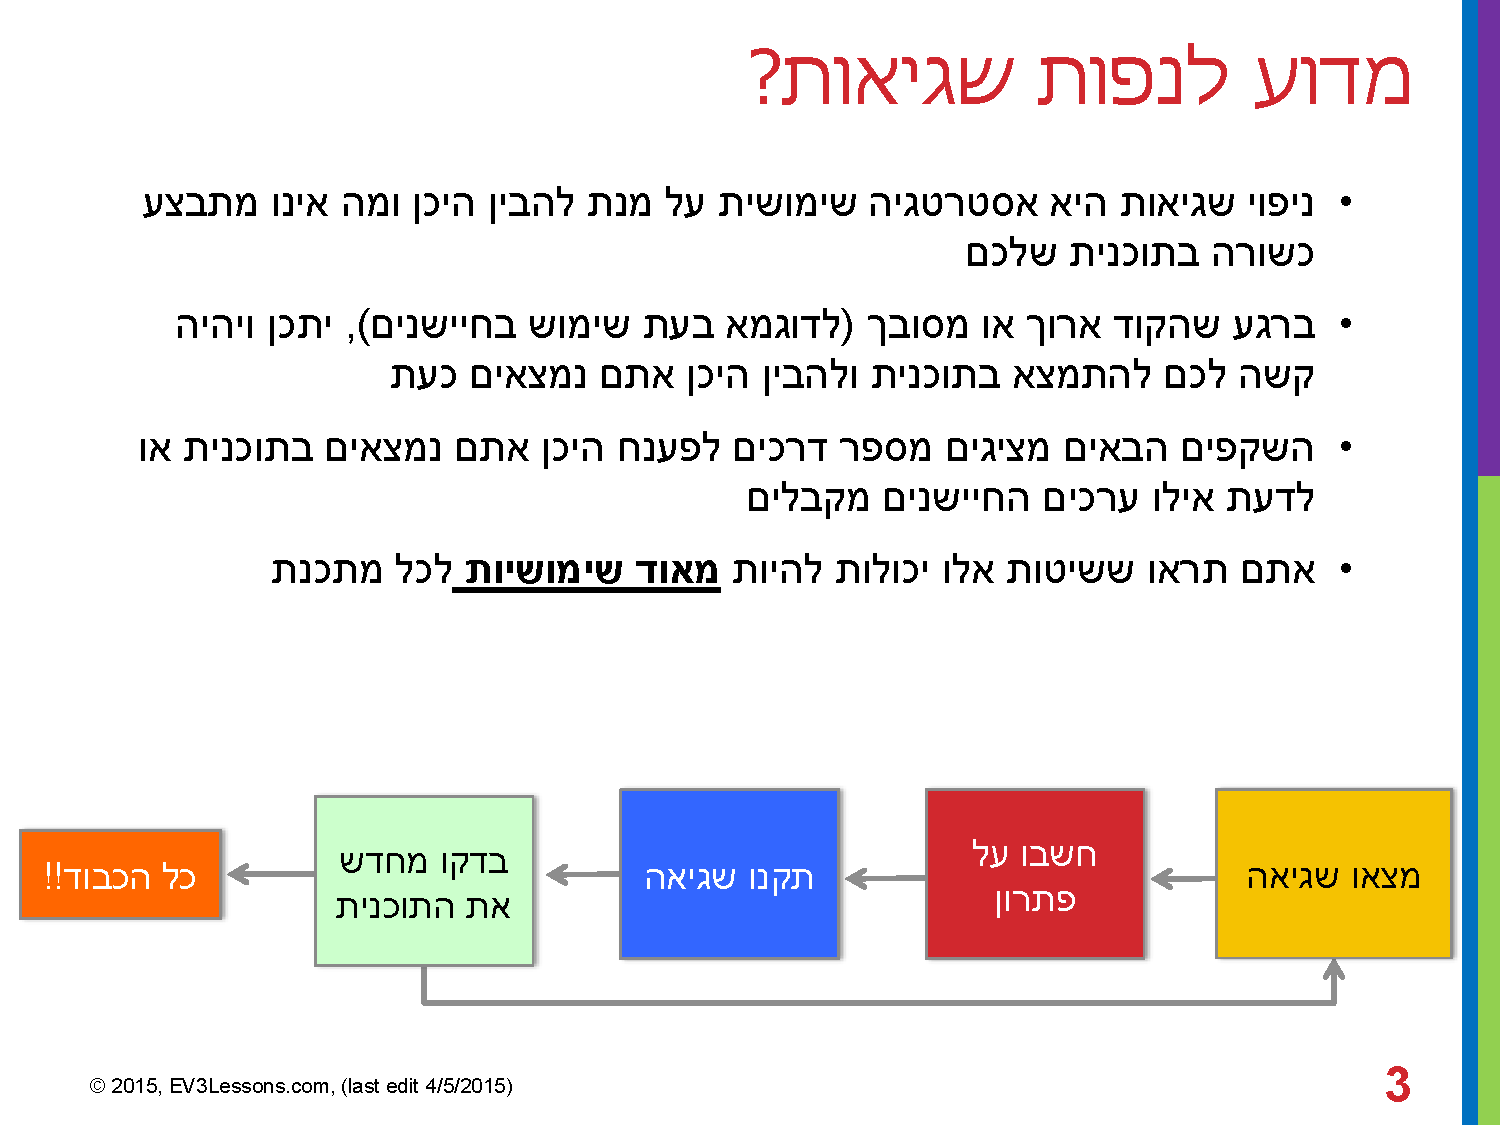 מדוע לנפות שגיאות?
• ניפוי שגיאות היא אסטרטגיה שימושית על מנת להבין היכן ומה אינו מתבצע
כשורה בתוכנית שלכם
• ברגע שהקוד ארוך או מסובך (לדוגמא בעת שימוש בחיישנים), יתכן ויהיה
קשה לכם להתמצא בתוכנית ולהבין היכן אתם נמצאים כעת
• השקפים הבאים מציגים מספר דרכים לפענח היכן אתם נמצאים בתוכנית או
לדעת אילו ערכים החיישנים מקבלים
• אתם תראו ששיטות אלו יכולות להיות מאוד שימושיות לכל מתכנת
מצאו שגיאה
חשבו על
פתרון
תקנו שגיאה
בדקו מחדש
את התוכנית
כל הכבוד!!
© 2015, EV3Lessons.com, (last edit 4/5/2015)
3